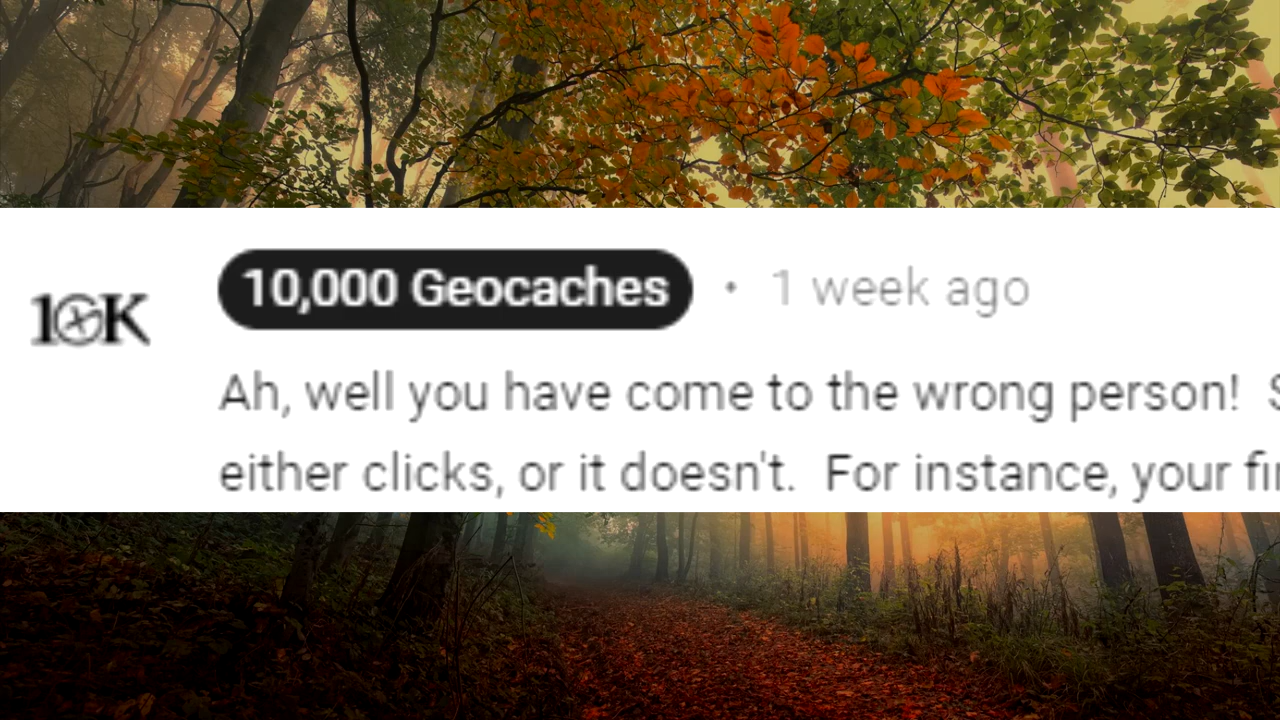 10K
10,000 Geocaches • 1 week ago
Ah, well you have come to the wrong person!
either clicks, or it doesn't. For instance, your